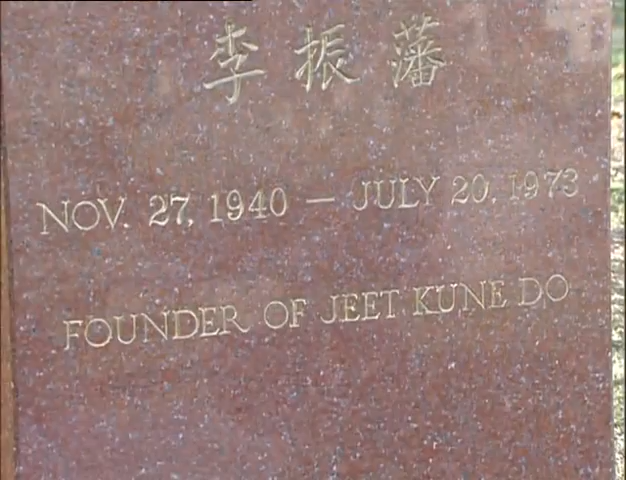 李振藩
NOV. 27, 1940 — JULY 20, 1973
FOUNDER OF JEET KUNE DO